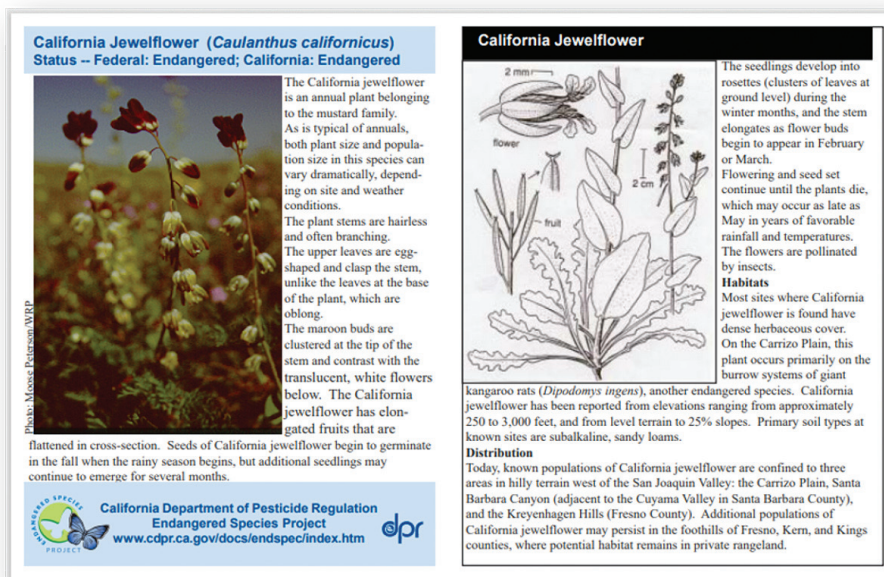 California Jewelflower (Caulanthus californicus)
Status -- Federal: Endangered; California: Endangered
The California jewelflower
is an annual plant belonging
to the mustard family.
As is typical of annuals,
both plant size and popula-
tion size in this species can
vary dramatically, depend-
ing on site and weather
conditions.
The plant stems are hairless
and often branching.
The upper leaves are egg-
shaped and clasp the stem,
unlike the leaves at the base
of the plant, which are
oblong.
The maroon buds are
clustered at the tip of the
stem and contrast with the
translucent, white flowers
below. The California
jewelflower has elon-
gated fruits that are
flattened in cross-section. Seeds of California jewelflower begin to germinate
in the fall when the rainy season begins, but additional seedlings may
continue to emerge for several months.
Photo: Moose Peterson/WRP
ENDANGERED SPECIES
PROJECT
California Department of Pesticide Regulation
Endangered Species Project
www.cdpr.ca.gov/docs/endspec/index.htm
dpr
California Jewelflower
2 mm
flower
fruit
2 cm
The seedlings develop into
rosettes (clusters of leaves at
ground level) during the
winter months, and the stem
elongates as flower buds
begin to appear in February
or March.
Flowering and seed set
continue until the plants die,
which may occur as late as
May in years of favorable
rainfall and temperatures.
The flowers are pollinated
by insects.
Habitats
Most sites where California
jewelflower is found have
dense herbaceous cover.
On the Carrizo Plain, this
plant occurs primarily on the
burrow systems of giant
kangaroo rats (Dipodomys ingens), another endangered species. California
jewelflower has been reported from elevations ranging from approximately
250 to 3,000 feet, and from level terrain to 25% slopes. Primary soil types at
known sites are subalkaline, sandy loams.
Distribution
Today, known populations of California jewelflower are confined to three
areas in hilly terrain west of the San Joaquin Valley: the Carrizo Plain, Santa
Barbara Canyon (adjacent to the Cuyama Valley in Santa Barbara County),
and the Kreyenhagen Hills (Fresno County). Additional populations of
California jewelflower may persist in the foothills of Fresno, Kern, and Kings
counties, where potential habitat remains in private rangeland.